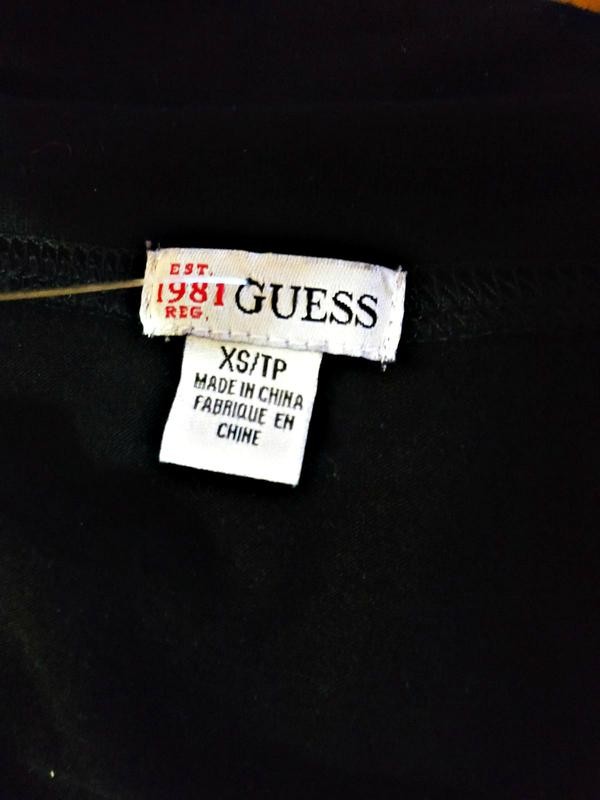 EST.
1981 GUESS
REG.
XS/TP
MADE IN CHINA
FABRIQUE EN
CHINE